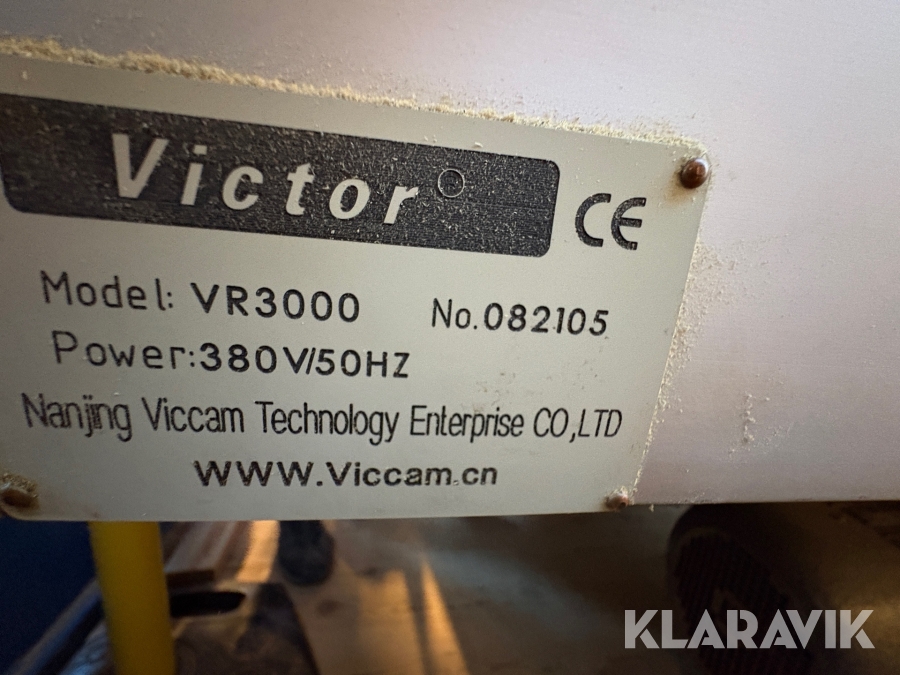 Victor
CE
Model: VR3000 No.082105
Power:380V/50HZ
Nanjing Viccam Technology Enterprise CO,LTD
WWW.Viccam.cn
KLARAVIK